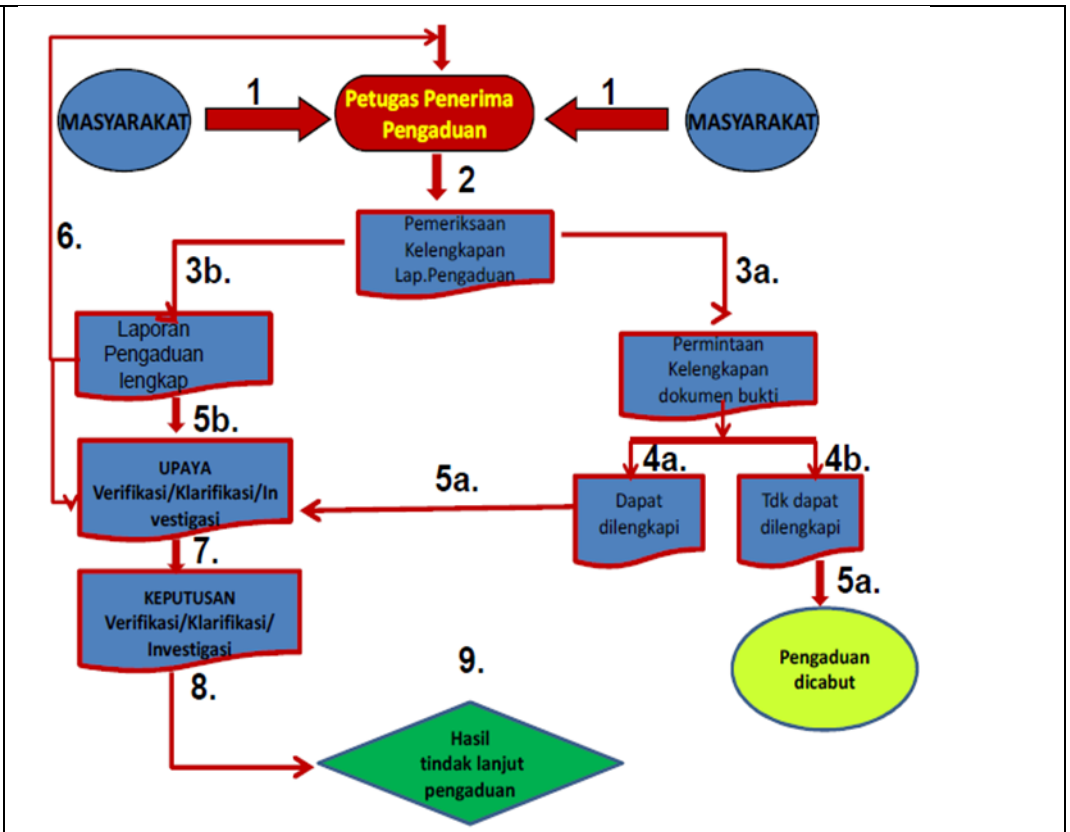 1
1
MASYARAKAT
Petugas Penerima
Pengaduan
MASYARAKAT
2
Pemeriksaan
Kelengkapan
Lap.Pengaduan
6.
3b.
3a.
Laporan
Pengaduan
lengkap
Permintaan
Kelengkapan
dokumen bukti
5b.
4a.
4b.
UPAYA
Verifikasi/Klarifikasi/In
vestigasi
5a.
Dapat
dilengkapi
Tdk dapat
dilengkapi
7.
5a.
KEPUTUSAN
Verifikasi/Klarifikasi/
Investigasi
Pengaduan
dicabut
8.
9.
Hasil
tindak lanjut
pengaduan